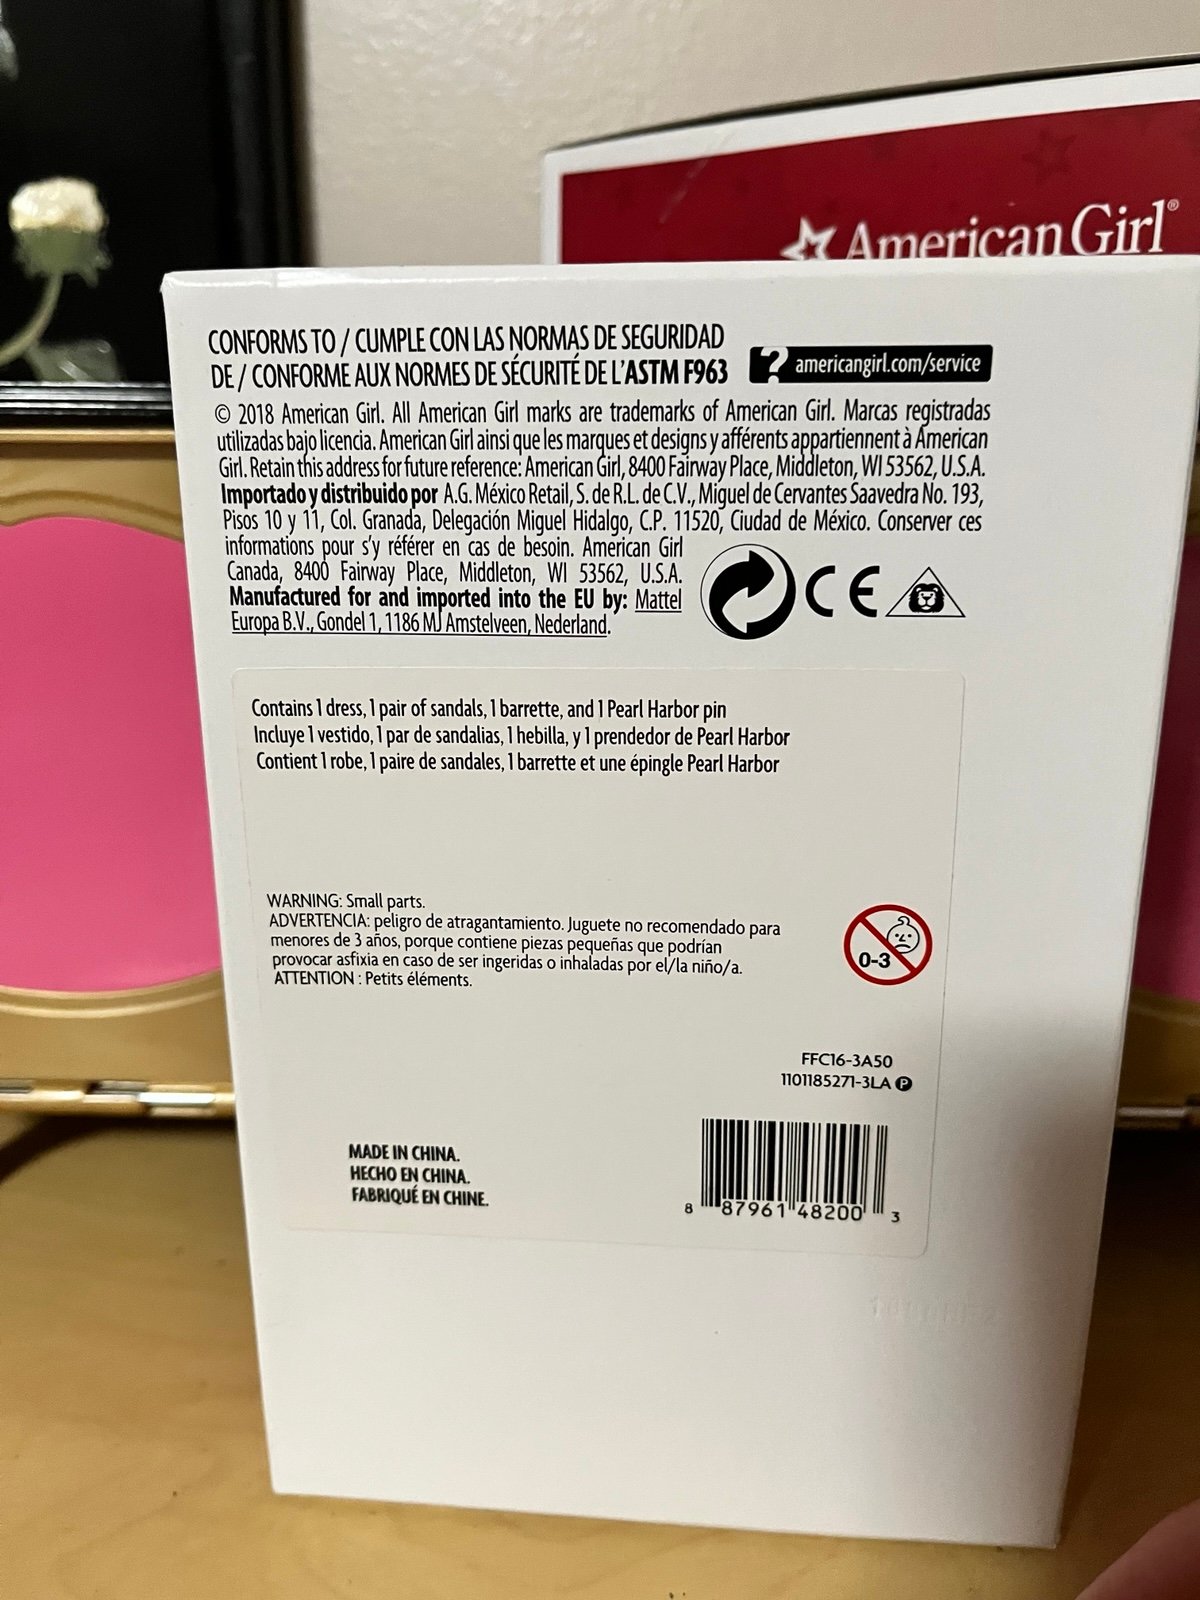 American Girl®
CONFORMS TO / CUMPLE CON LAS NORMAS DE SEGURIDAD
DE / CONFORME AUX NORMES DE SÉCURITÉ DE L'ASTM F963
? americangirl.com/service
© 2018 American Girl. All American Girl marks are trademarks of American Girl. Marcas registradas
utilizadas bajo licencia. American Girl ainsi que les marques et designs y afférents appartiennent à American
Girl. Retain this address for future reference: American Girl, 8400 Fairway Place, Middleton, WI 53562, U.S.A.
Importado y distribuido por A.G. México Retail, S. de R.L. de C.V., Miguel de Cervantes Saavedra No. 193,
Pisos 10 y 11, Col. Granada, Delegación Miguel Hidalgo, C.P. 11520, Ciudad de México. Conserver ces
informations pour s'y référer en cas de besoin. American Girl
Canada, 8400 Fairway Place, Middleton, WI 53562, U.S.A.
Manufactured for and imported into the EU by: Mattel
Europa B.V., Gondel 1, 1186 MJ Amstelveen, Nederland.
CE
Contains 1 dress, 1 pair of sandals, 1 barrette, and 1 Pearl Harbor pin
Incluye 1 vestido, 1 par de sandalias, 1 hebilla, y 1 prendedor de Pearl Harbor
Contient 1 robe, 1 paire de sandales, 1 barrette et une épingle Pearl Harbor
WARNING: Small parts.
ADVERTENCIA: peligro de atragantamiento. Juguete no recomendado para
menores de 3 años, porque contiene piezas pequeñas que podrían
provocar asfixia en caso de ser ingeridas o inhaladas por el/la niño/a.
ATTENTION : Petits éléments.
0-3
FFC16-3A50
1101185271-3LA P
MADE IN CHINA.
HECHO EN CHINA.
FABRIQUÉ EN CHINE.
8 87961 48200 3